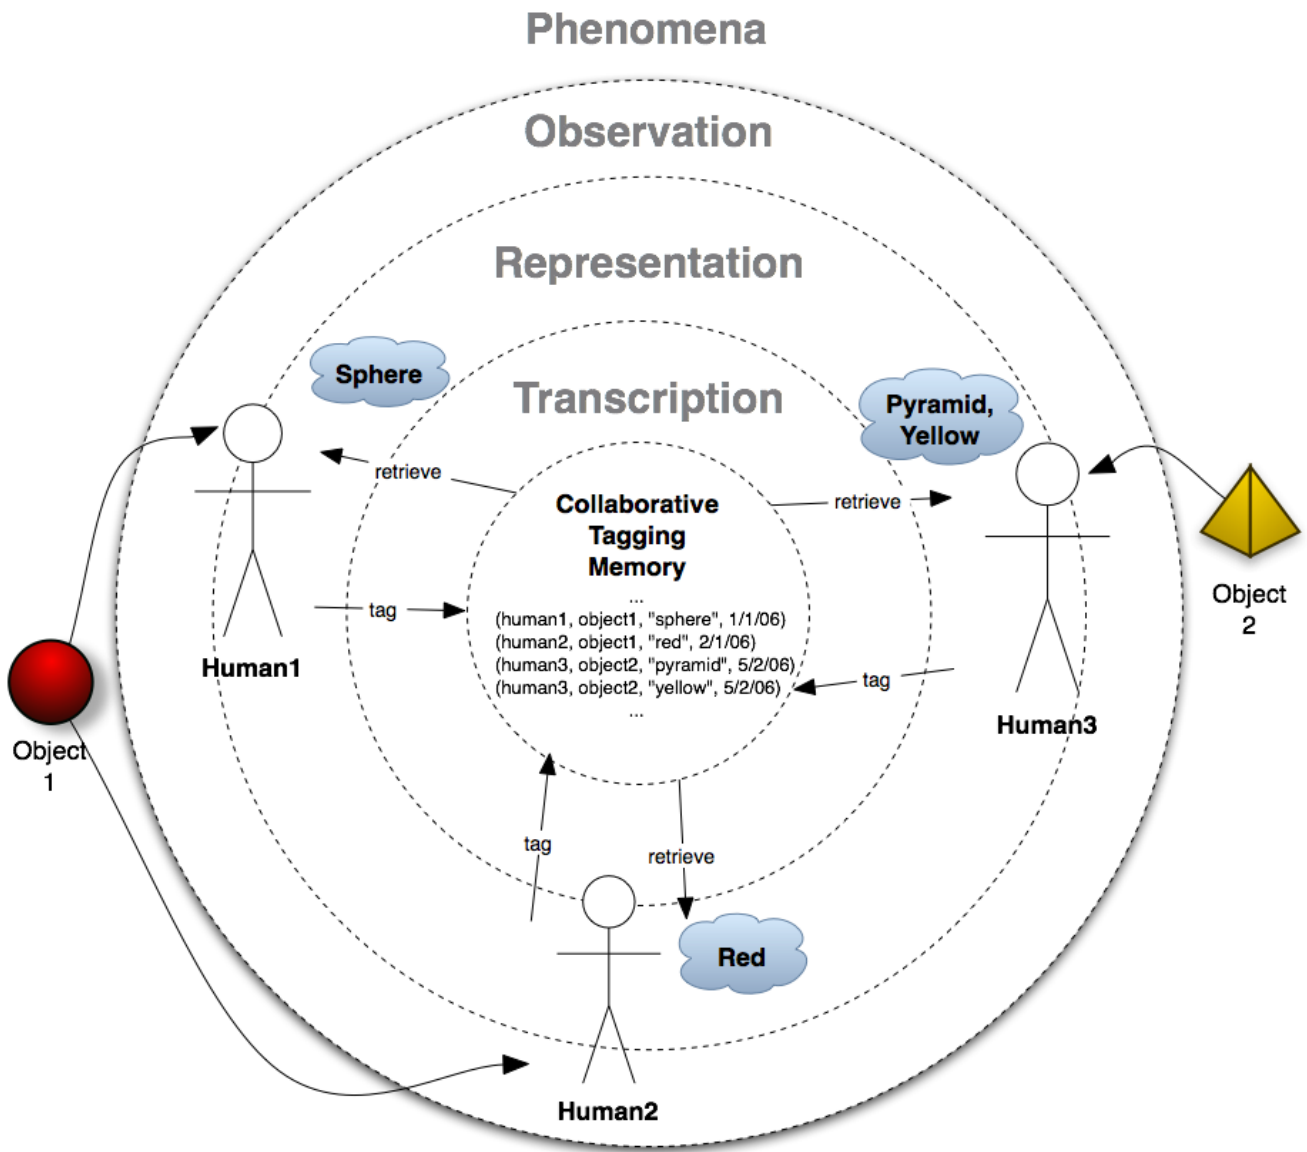 Phenomena
Observation
Representation
Sphere
Transcription
Pyramid,
Yellow
retrieve
retrieve
Collaborative
Tagging
Memory
...
(human1, object1, "sphere", 1/1/06)
(human2, object1, "red", 2/1/06)
(human3, object2, "pyramid", 5/2/06)
(human3, object2, "yellow", 5/2/06)
...
tag
tag
Human1
Human3
Object
1
Object
2
tag
retrieve
Red
Human2